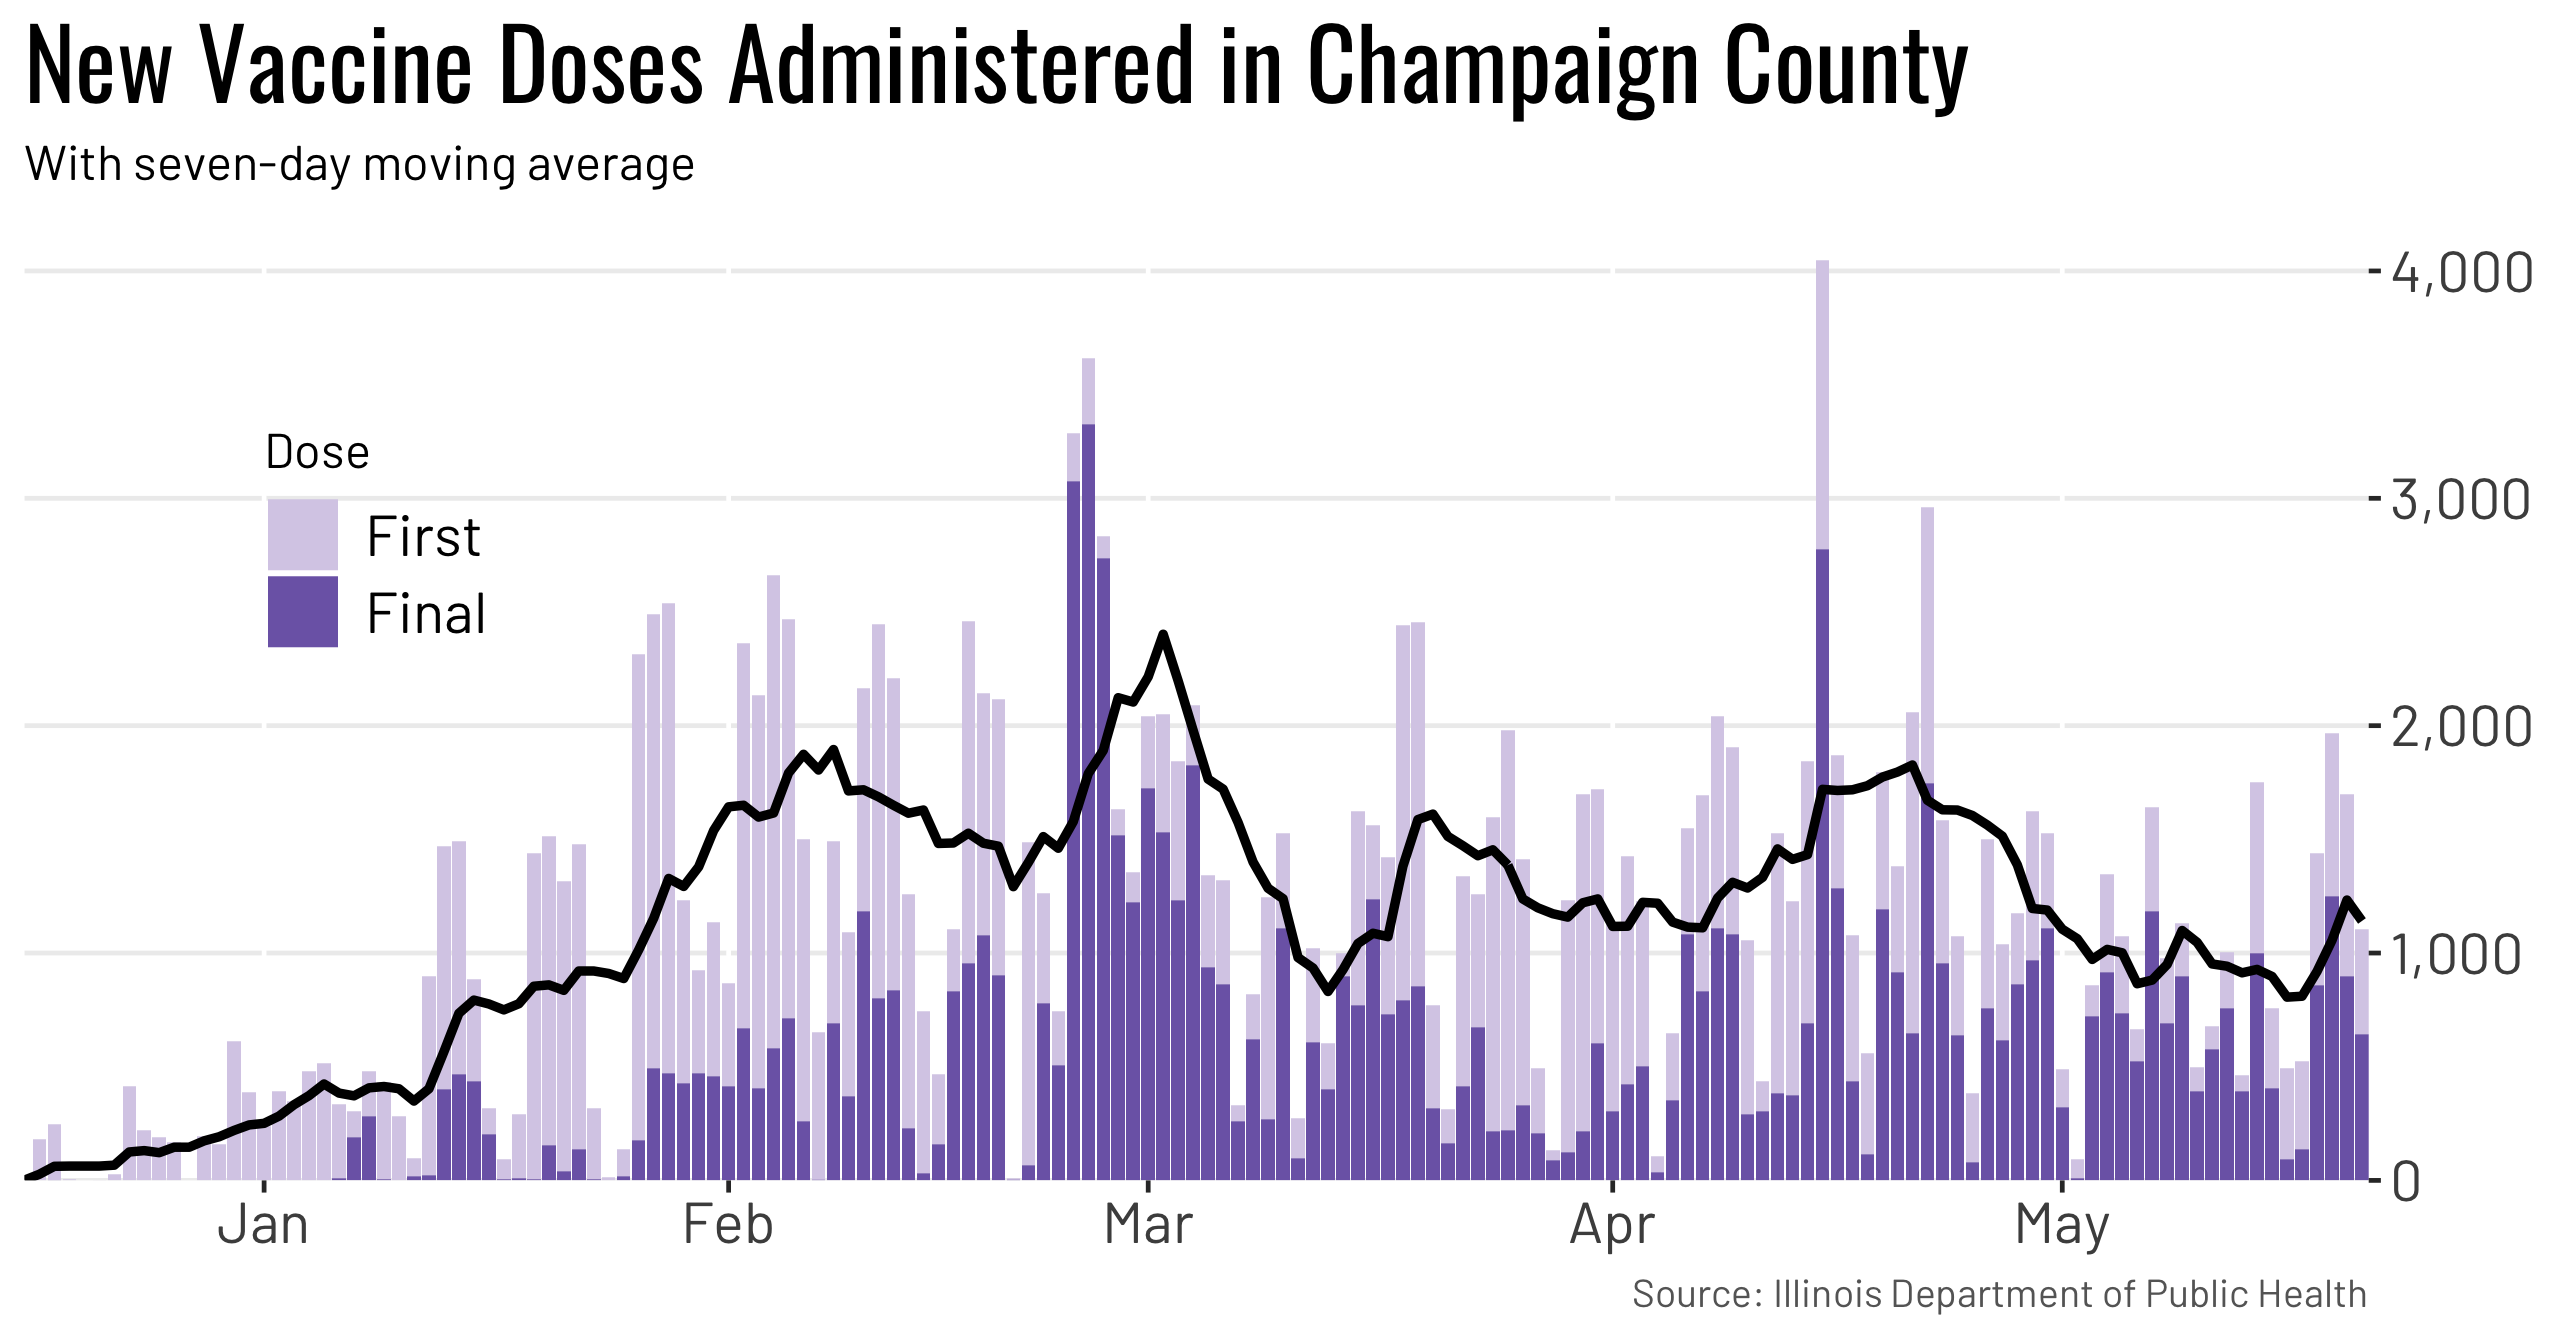 New Vaccine Doses Administered in Champaign County
With seven-day moving average
4,000
Dose
3,000
First
Final
2,000
1,000
0
Jan Feb Mar Apr May
Source: Illinois Department of Public Health